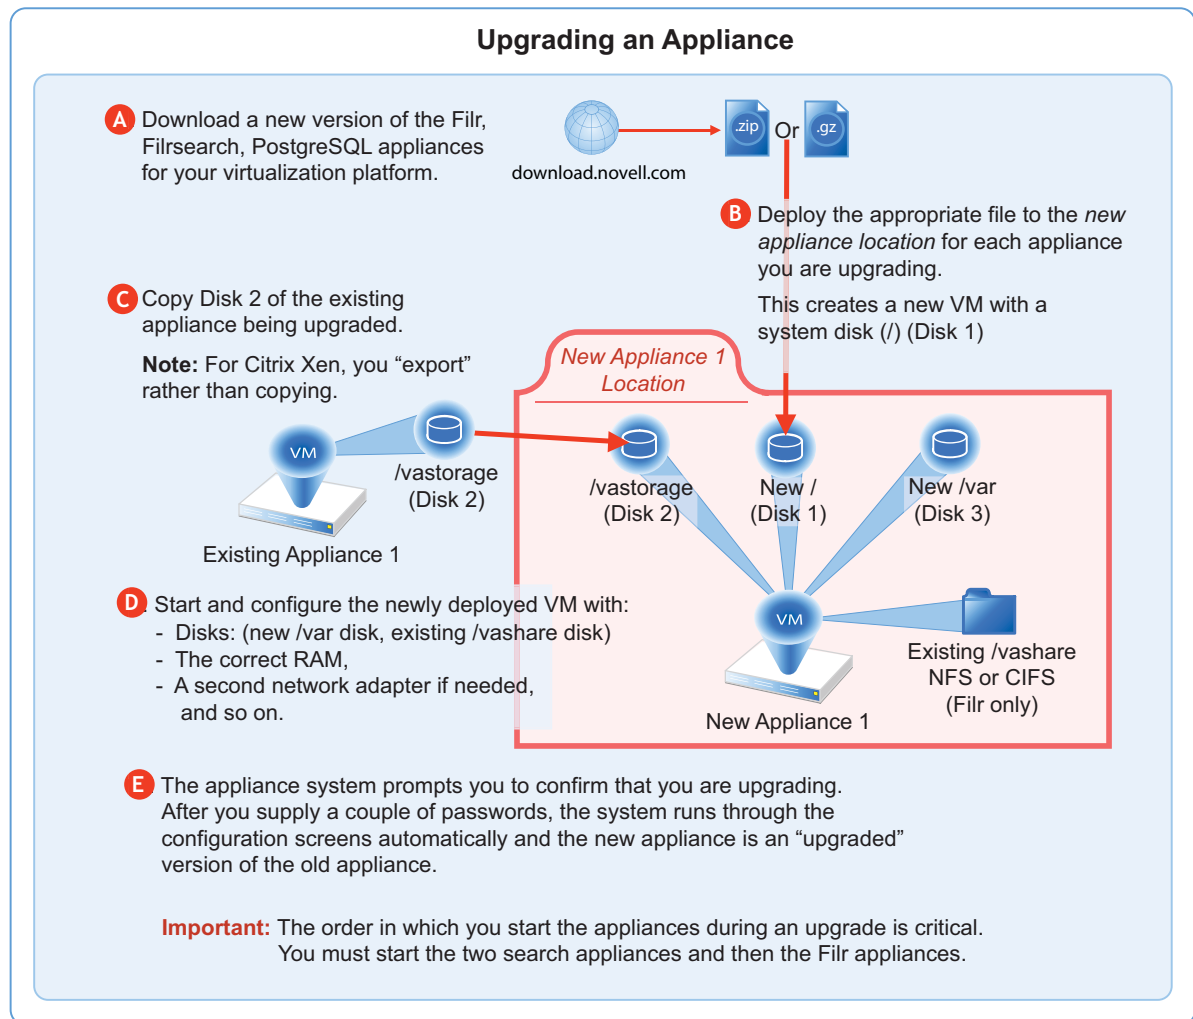 Upgrading an Appliance
A
Download a new version of the Filr,
Filrsearch, PostgreSQL appliances
for your virtualization platform.
download.novell.com
.zip Or .gz
B
Deploy the appropriate file to the new
appliance location for each appliance
you are upgrading.
This creates a new VM with a
system disk (/) (Disk 1)
C
Copy Disk 2 of the existing
appliance being upgraded.
Note: For Citrix Xen, you “export”
rather than copying.
VM
/vastorage
(Disk 2)
Existing Appliance 1
New Appliance 1
Location
/vastorage
(Disk 2)
New /
(Disk 1)
New /var
(Disk 3)
VM
New Appliance 1
Existing /vashare
NFS or CIFS
(Filr only)
D
Start and configure the newly deployed VM with:
- Disks: (new /var disk, existing /vashare disk)
- The correct RAM,
- A second network adapter if needed,
and so on.
E
The appliance system prompts you to confirm that you are upgrading.
After you supply a couple of passwords, the system runs through the
configuration screens automatically and the new appliance is an “upgraded”
version of the old appliance.
Important: The order in which you start the appliances during an upgrade is critical.
You must start the two search appliances and then the Filr appliances.